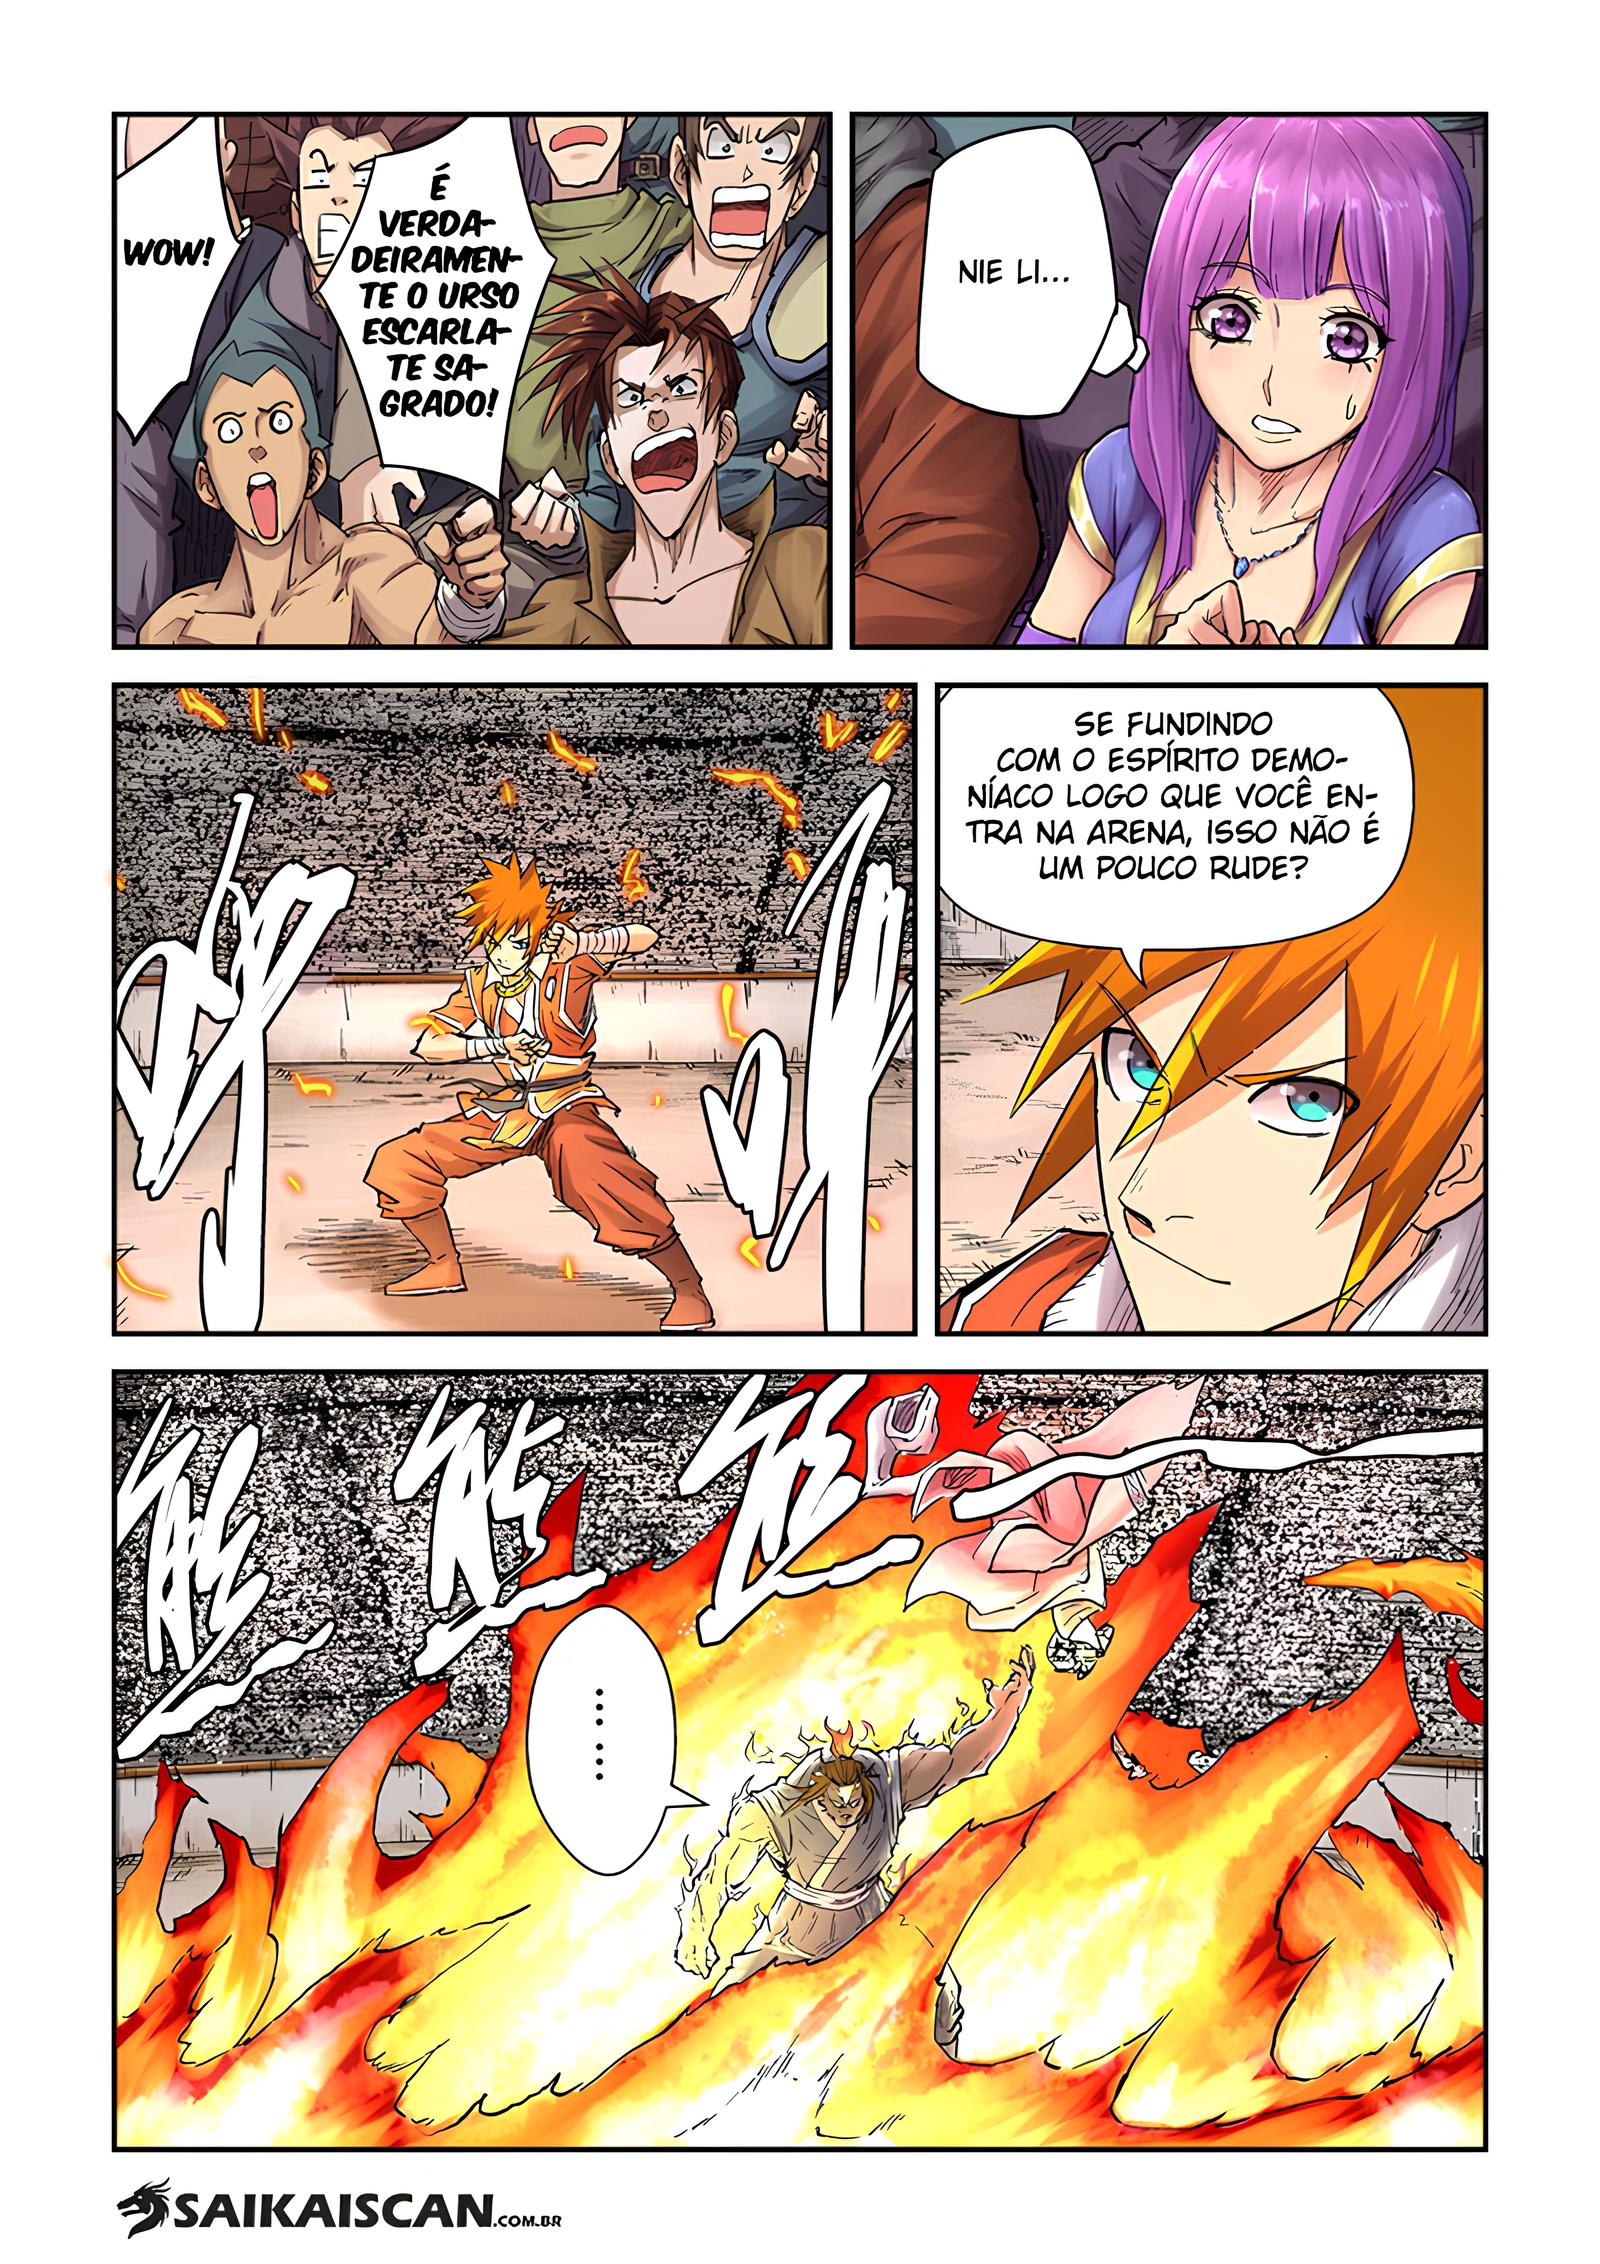 WOW!
É
VERDA-
DEIRAMEN-
TE O URSO
ESCARLA-
TE SA-
GRADO!
NIE LI...
SE FUNDINDO
COM O ESPÍRITO DEMO-
NÍACO LOGO QUE VOCÊ EN-
TRA NA ARENA, ISSO NÃO É
UM POUCO RUDE?
......
SAIKAISCAN.COM.BR